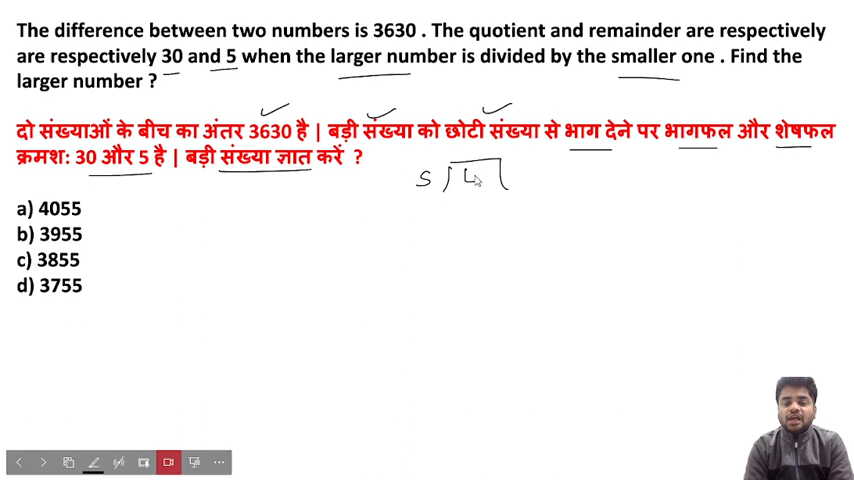 The difference between two numbers is 3630 . The quotient and remainder are respectively
are respectively 30 and 5 when the larger number is divided by the smaller one . Find the
larger number ?
दो संख्याओं के बीच का अंतर 3630 है | बड़ी संख्या को छोटी संख्या से भाग देने पर भागफल और शेषफल
क्रमश: 30 और 5 है | बड़ी संख्या ज्ञात करें ?
S L
a) 4055
b) 3955
c) 3855
d) 3755